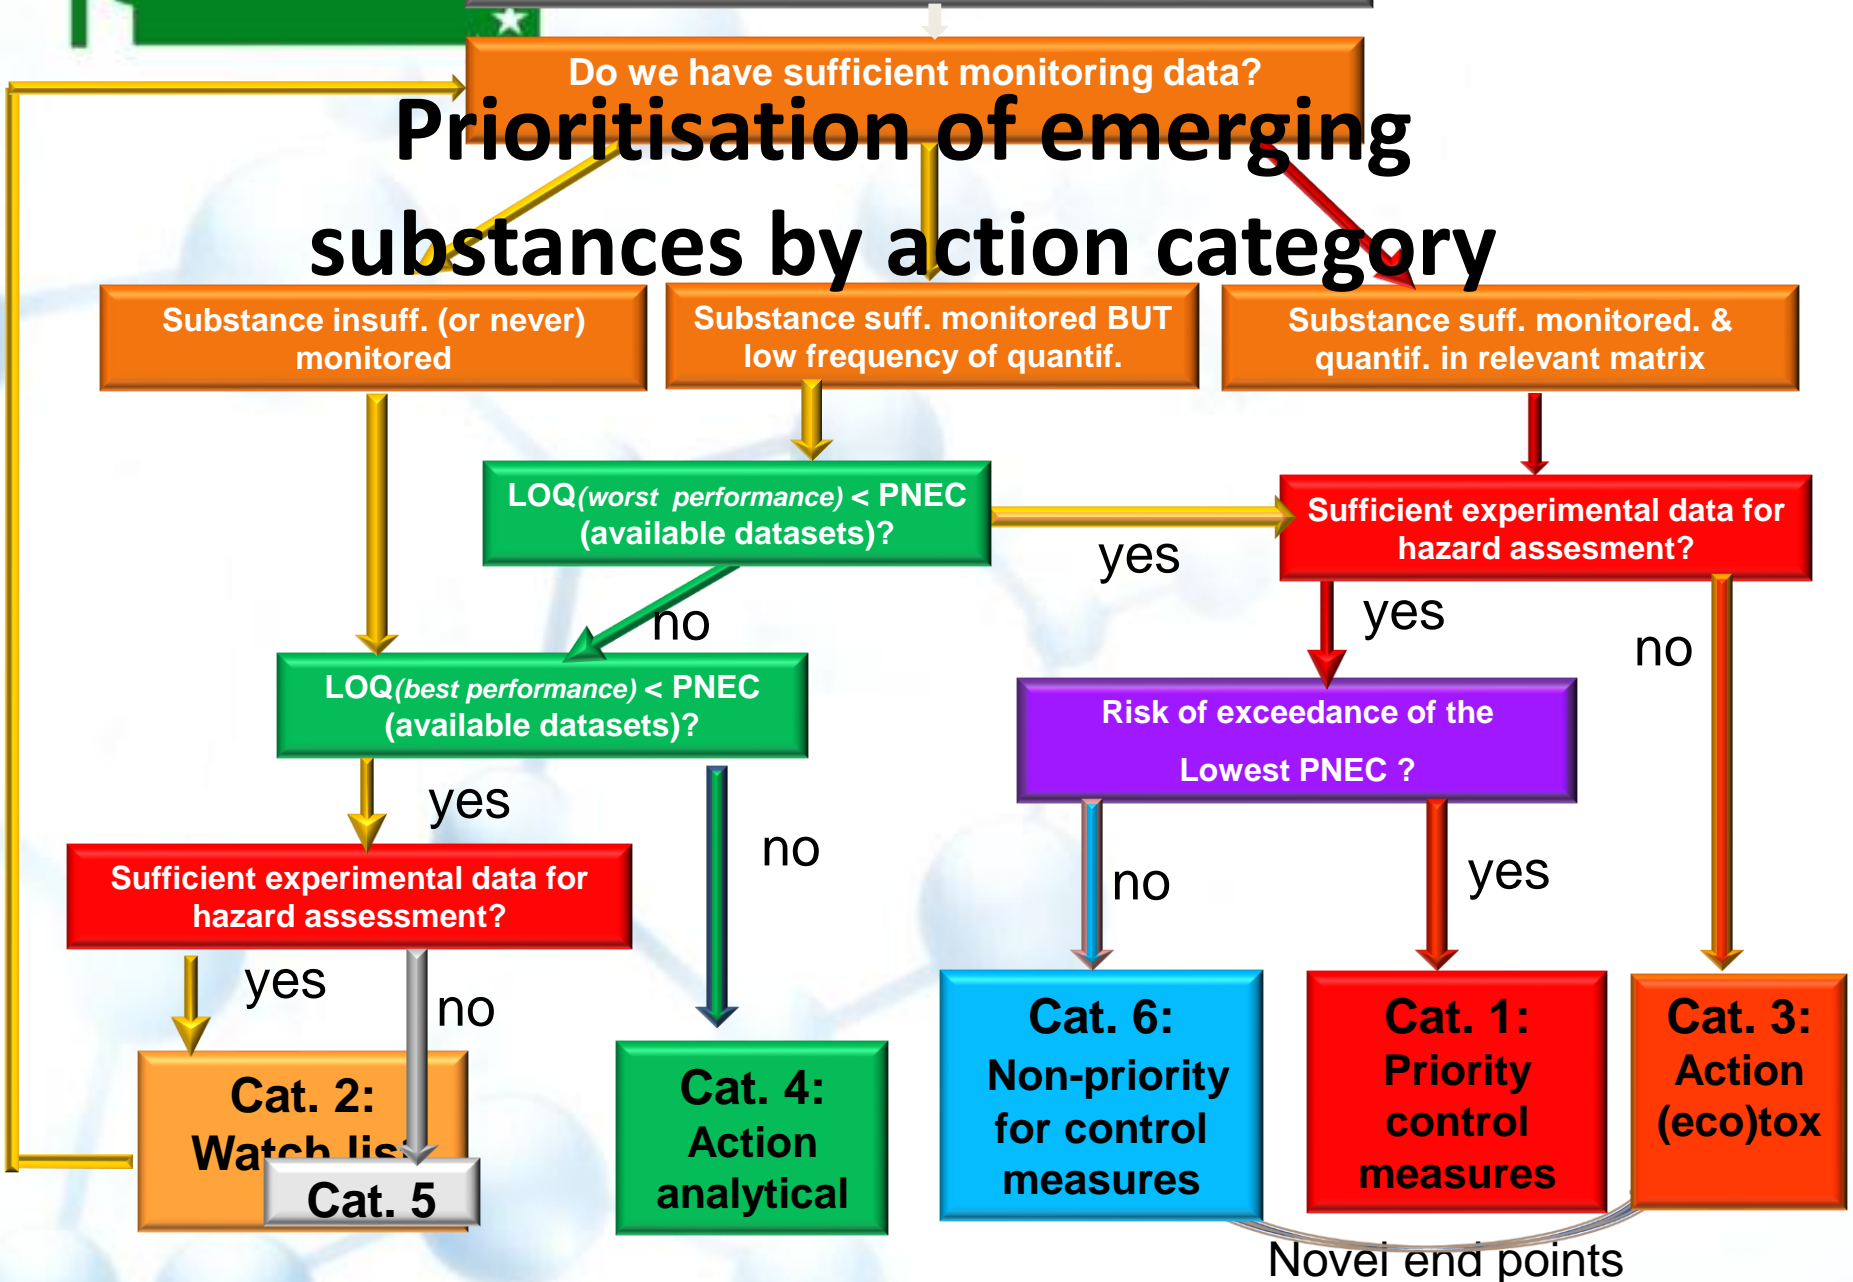 Do we have sufficient monitoring data?
Prioritisation of emerging
substances by action category
Substance insuff. (or never)
monitored
Substance suff. monitored BUT
low frequency of quantif.
Substance suff. monitored. &
quantif. in relevant matrix
LOQ(worst performance) < PNEC
(available datasets)?
yes
no
Sufficient experimental data for
hazard assesment?
yes
no
LOQ(best performance) < PNEC
(available datasets)?
yes
no
Risk of exceedance of the
Lowest PNEC ?
no
yes
Sufficient experimental data for
hazard assessment?
yes
no
Cat. 2:
Watch list
Cat. 5
Cat. 4:
Action
analytical
Cat. 6:
Non-priority
for control
measures
Cat. 1:
Priority
control
measures
Cat. 3:
Action
(eco)tox
Novel end points